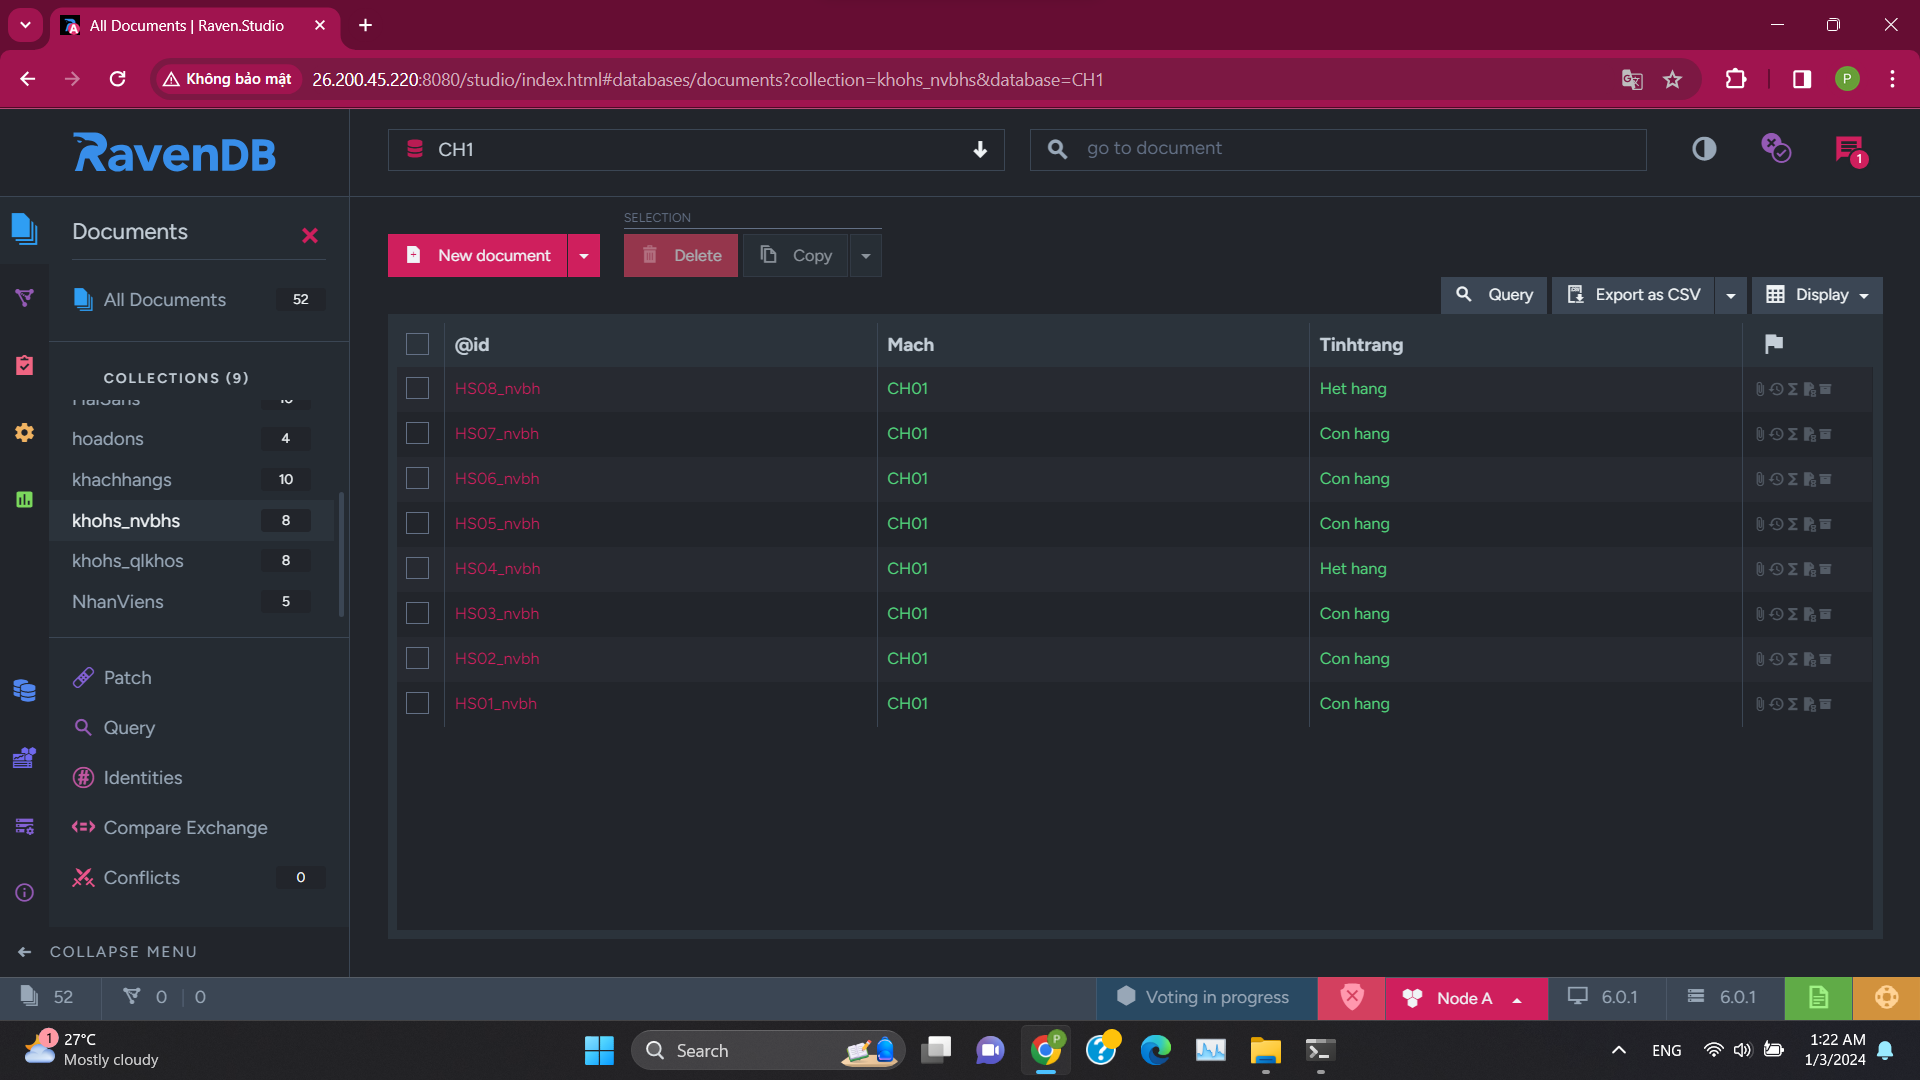 All Documents | Raven.Studio
Không bảo mật
26.200.45.220:8080/studio/index.html#databases/documents?collection=khohs_nvbhs&database=CH1
P
RavenDB
CH1
go to document
1
Documents
All Documents 52
COLLECTIONS (9)
hoadons 4
khachhangs 10
khohs_nvbhs 8
khohs_qlkhos 8
NhanViens 5
Patch
Query
Identities
Compare Exchange
Conflicts 0
COLLAPSE MENU
SELECTION
New document
Delete
Copy
Query
Export as CSV
Display
@id Mach Tinhtrang
HS08_nvbh CH01 Het hang
HS07_nvbh CH01 Con hang
HS06_nvbh CH01 Con hang
HS05_nvbh CH01 Con hang
HS04_nvbh CH01 Het hang
HS03_nvbh CH01 Con hang
HS02_nvbh CH01 Con hang
HS01_nvbh CH01 Con hang
52 0 | 0
Voting in progress
Node A
6.0.1
6.0.1
1
27°C
Mostly cloudy
Search
P
ENG
1:22 AM
1/3/2024